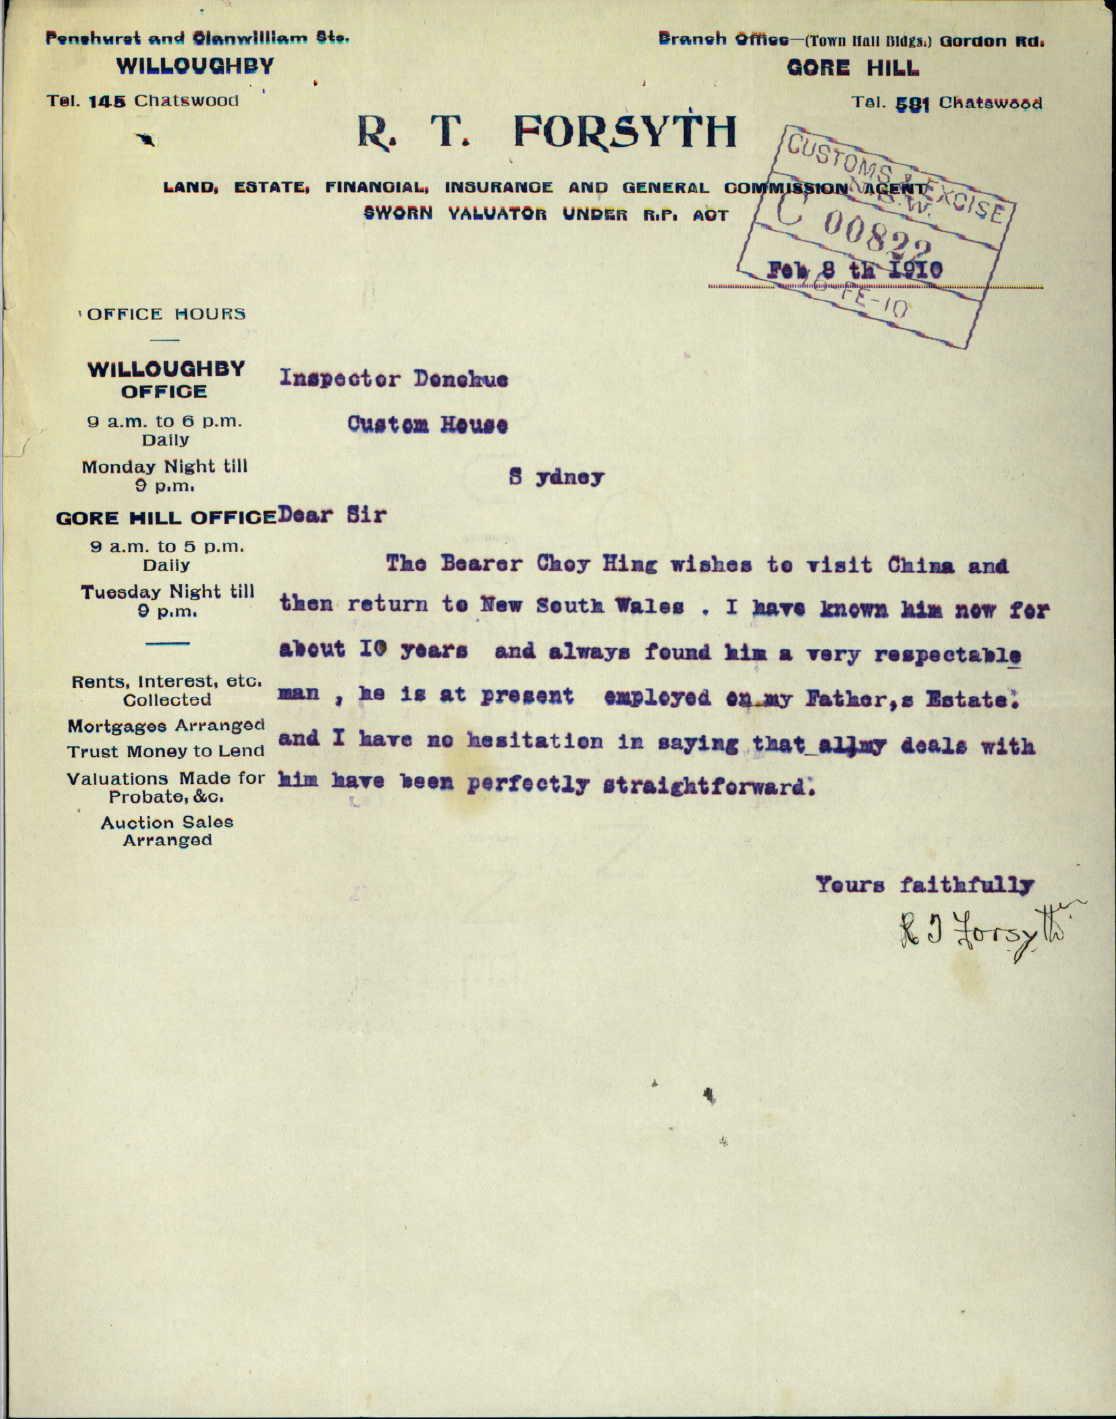 Penshurst and Clanwilliam Sts.
WILLOUGHBY
Tel. 145 Chatswood
Branch Office—(Town Hall Bldgs.) Gordon Rd.
GORE HILL
Tel. 581 Chatswood
R. T. FORSYTH
LAND, ESTATE, FINANCIAL, INSURANCE AND GENERAL COMMISSION AGENT
SWORN VALUATOR UNDER R.P. ACT
CUSTOMS & EXCISE
N.S.W.
C 00822
Feb 8 th 1910
FE-10
OFFICE HOURS
WILLOUGHBY
OFFICE
9 a.m. to 6 p.m.
Daily
Monday Night till
9 p.m.
GORE HILL OFFICE
9 a.m. to 5 p.m.
Daily
Tuesday Night till
9 p.m.
Rents, Interest, etc.
Collected
Mortgages Arranged
Trust Money to Lend
Valuations Made for
Probate, &c.
Auction Sales
Arranged
Inspector Donohue
Custom House
S ydney
Dear Sir
The Bearer Choy Hing wishes to visit China and
then return to New South Wales . I have known him now for
about 10 years and always found him a very respectable
man , he is at present employed on my Father,s Estate.
and I have no hesitation in saying that all my deals with
him have been perfectly straightforward.
Yours faithfully
R T Forsyth